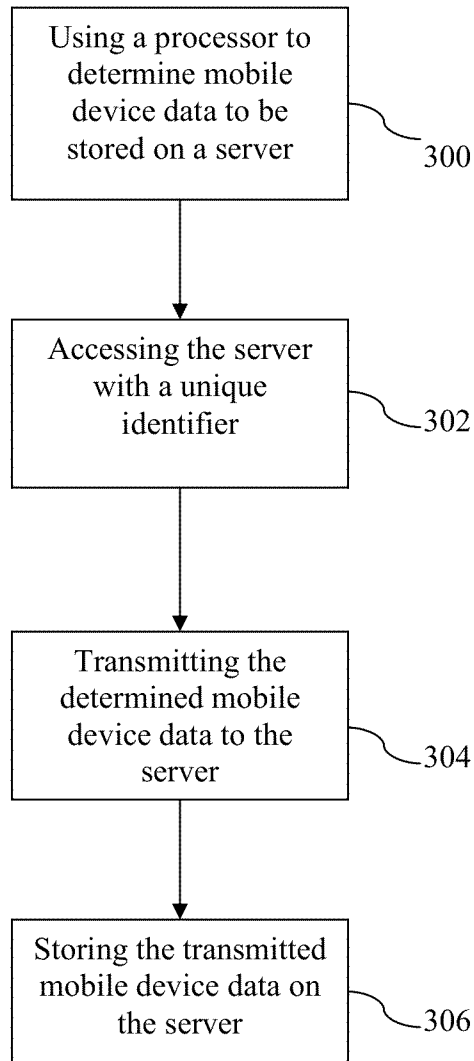 Using a processor to
determine mobile
device data to be
stored on a server
300
Accessing the server
with a unique
identifier
302
Transmitting the
determined mobile
device data to the
server
304
Storing the transmitted
mobile device data on
the server
306